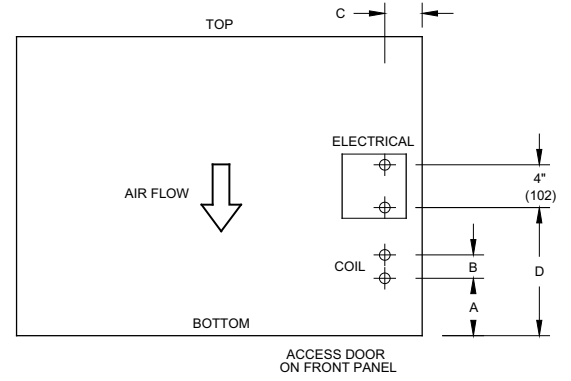 C
TOP
ELECTRICAL
4"
(102)
AIR FLOW
COIL
B
D
A
BOTTOM
ACCESS DOOR
ON FRONT PANEL